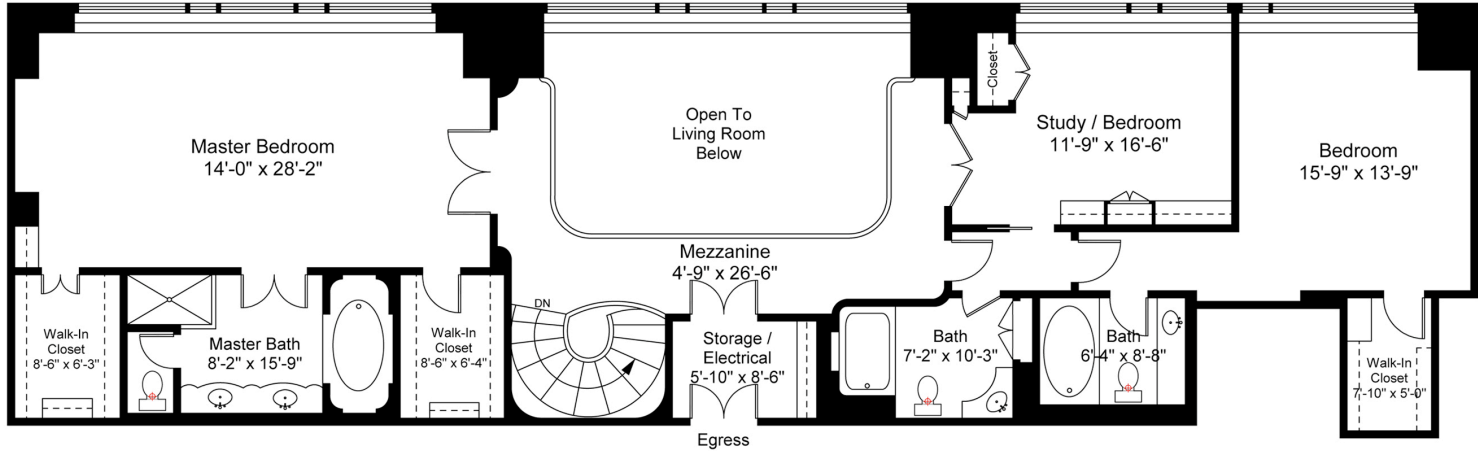 Master Bedroom
14'-0" x 28'-2"
Open To
Living Room
Below
Closet
Study / Bedroom
11'-9" x 16'-6"
Bedroom
15'-9" x 13'-9"
Mezzanine
4'-9" x 26'-6"
DN
Walk-In
Closet
8'-6" x 6'-3"
Master Bath
8'-2" x 15'-9"
Walk-In
Closet
8'-6" x 6'-4"
Storage /
Electrical
5'-10" x 8'-6"
Bath
7'-2" x 10'-3"
Bath
6'-4" x 8'-8"
Walk-In
Closet
7'-10" x 5'-0"
Egress